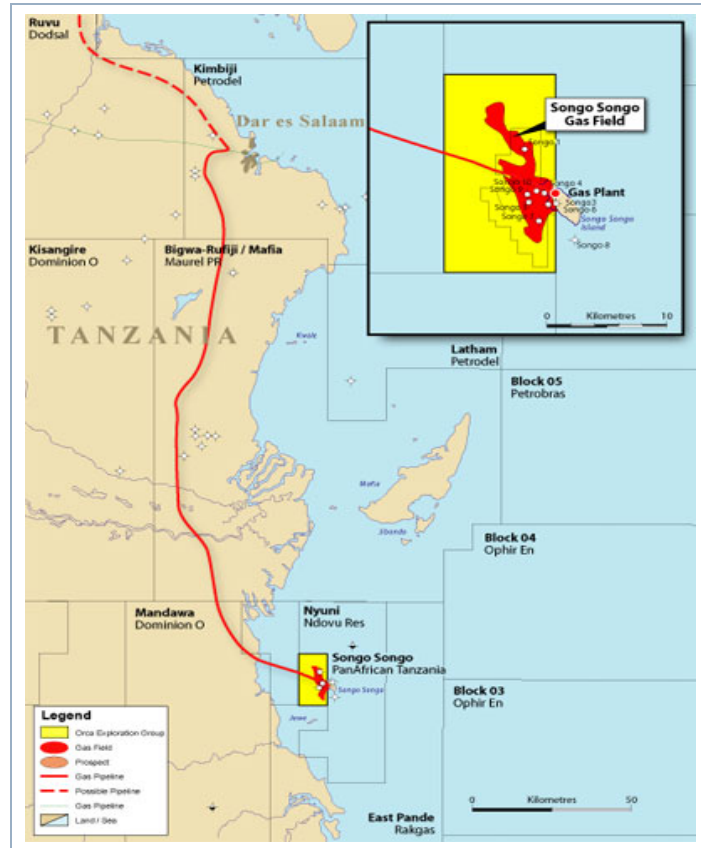 Ruvu
Dodsal
Kimbiji
Petrodel
Dar es Salaam
Songo Songo
Gas Field
Songo 1
Songo 4
Gas Plant
Songo3
Songo 6
Songo Songo
Island
Songo 8
Kilometres
0
10
Kisangire
Dominion O
Bigwa-Rufiji / Mafia
Maurel PR
TANZANIA
Kwale
Latham
Petrodel
Block 05
Petrobras
Mafia
Block 04
Ophir En
Mandawa
Dominion O
Nyuni
Ndovu Res
Songo Songo
PanAfrican Tanzania
Songo Songo
Block 03
Ophir En
Legend
Orca Exploration Group
Gas Field
Prospect
Gas Pipeline
Possible Pipeline
Gas Pipeline
Land / Sea
Kilometres
0
50
East Pande
Rakgas